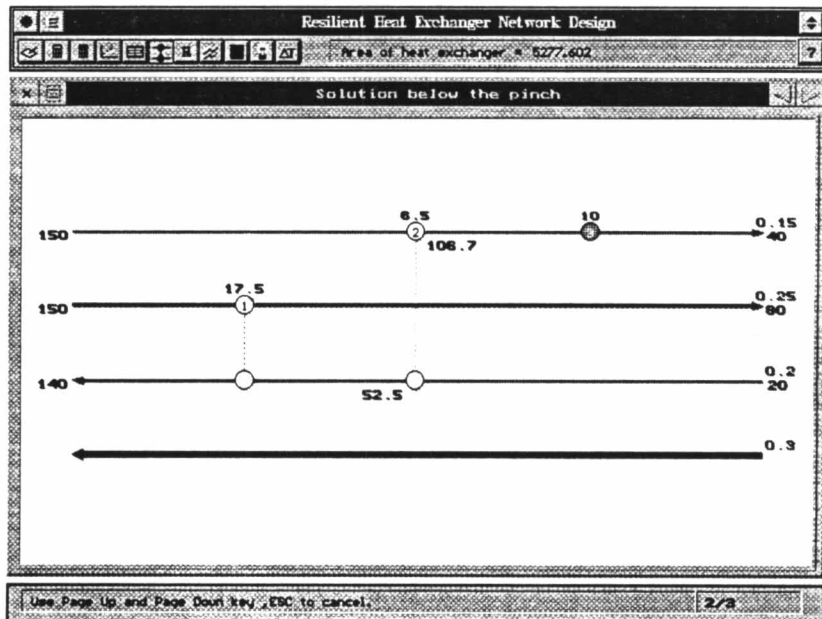 Resilient Heat Exchanger Network Design
ΔT Area of heat exchanger = 5277.602 ?
Solution below the pinch
6.5 10 0.15
150 2 40
106.7
17.5 0.25
150 1 80
0.2
140 52.5 20
0.3
Use Page Up and Page Down key ,ESC to cancel. 2/3